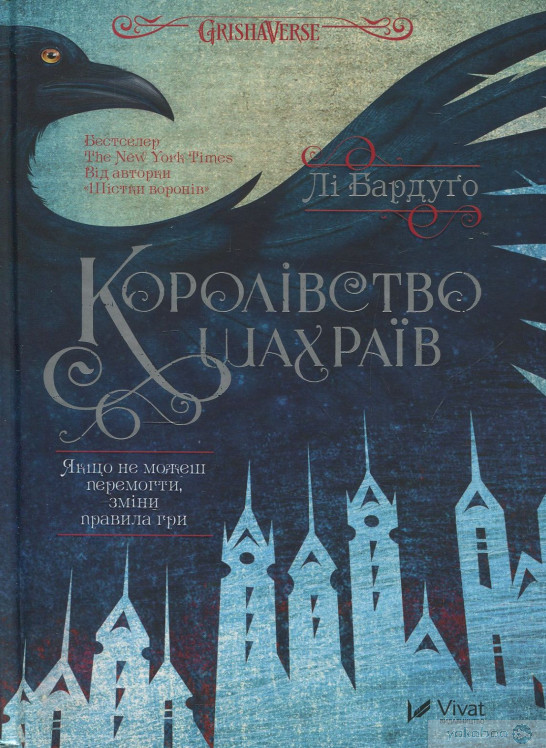 GrishaVerse
Бестселер
The New York Times
Від авторки
«Шістки воронів»
Лі Бардуґо
Королівство
шахраїв
Якщо не можеш
перемогти,
зміни
правила гри
Vivat
видавництво